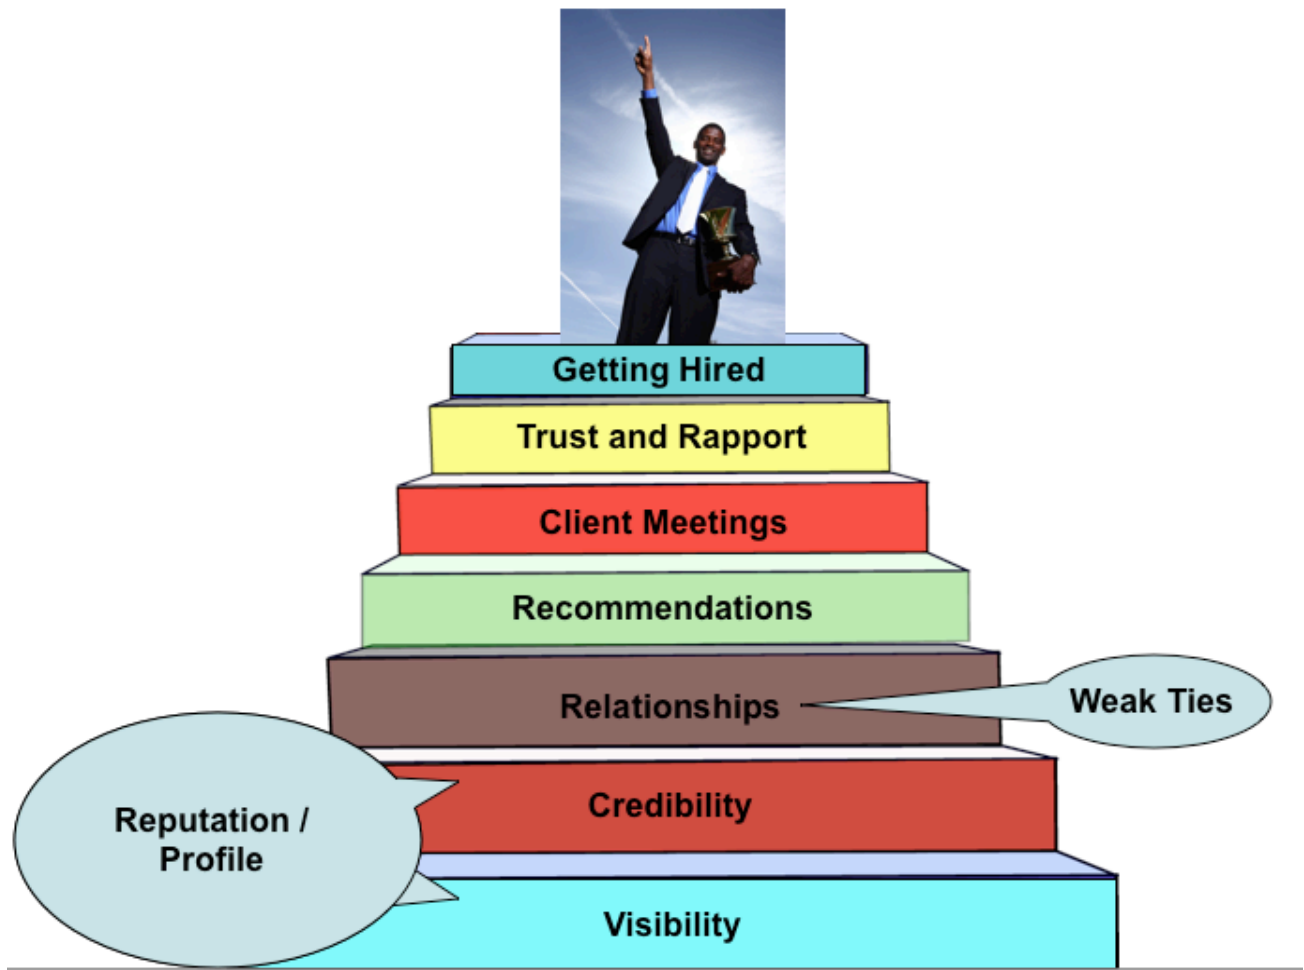 Getting Hired
Trust and Rapport
Client Meetings
Recommendations
Relationships
Weak Ties
Credibility
Reputation /
Profile
Visibility